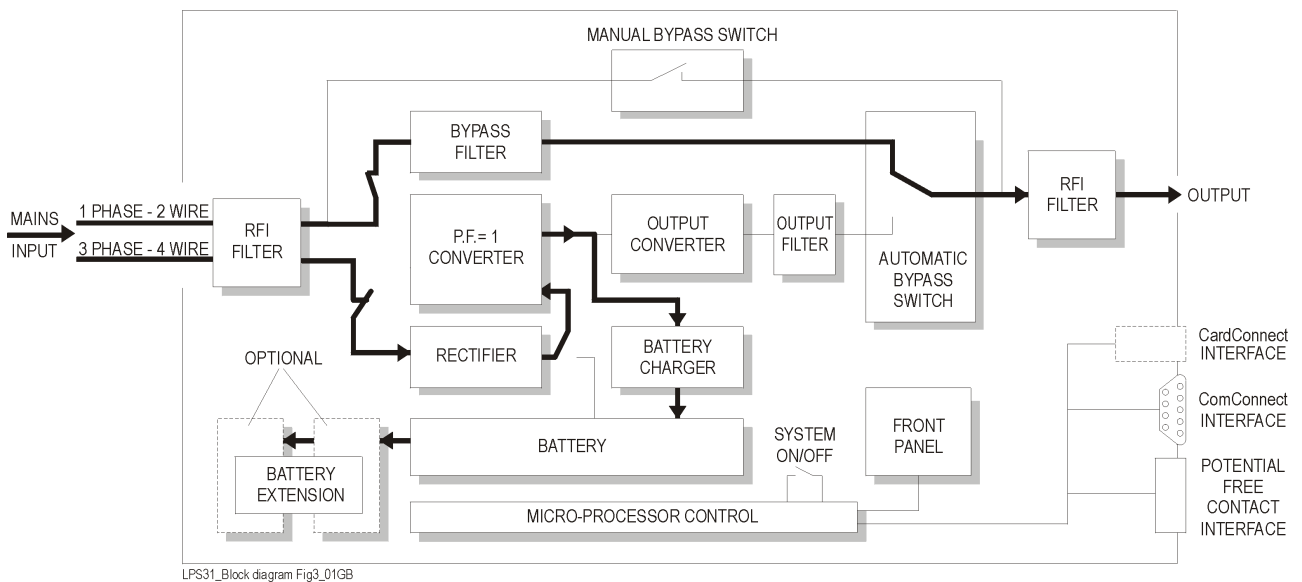 MANUAL BYPASS SWITCH
BYPASS
FILTER
MAINS
INPUT
1 PHASE - 2 WIRE
3 PHASE - 4 WIRE
RFI
FILTER
P.F.= 1
CONVERTER
OUTPUT
CONVERTER
OUTPUT
FILTER
AUTOMATIC
BYPASS
SWITCH
RFI
FILTER
OUTPUT
OPTIONAL
RECTIFIER
BATTERY
CHARGER
CardConnect
INTERFACE
ComConnect
INTERFACE
BATTERY
EXTENSION
BATTERY
SYSTEM
ON/OFF
FRONT
PANEL
POTENTIAL
FREE
CONTACT
INTERFACE
MICRO-PROCESSOR CONTROL
LPS31_Block diagram Fig3_01GB